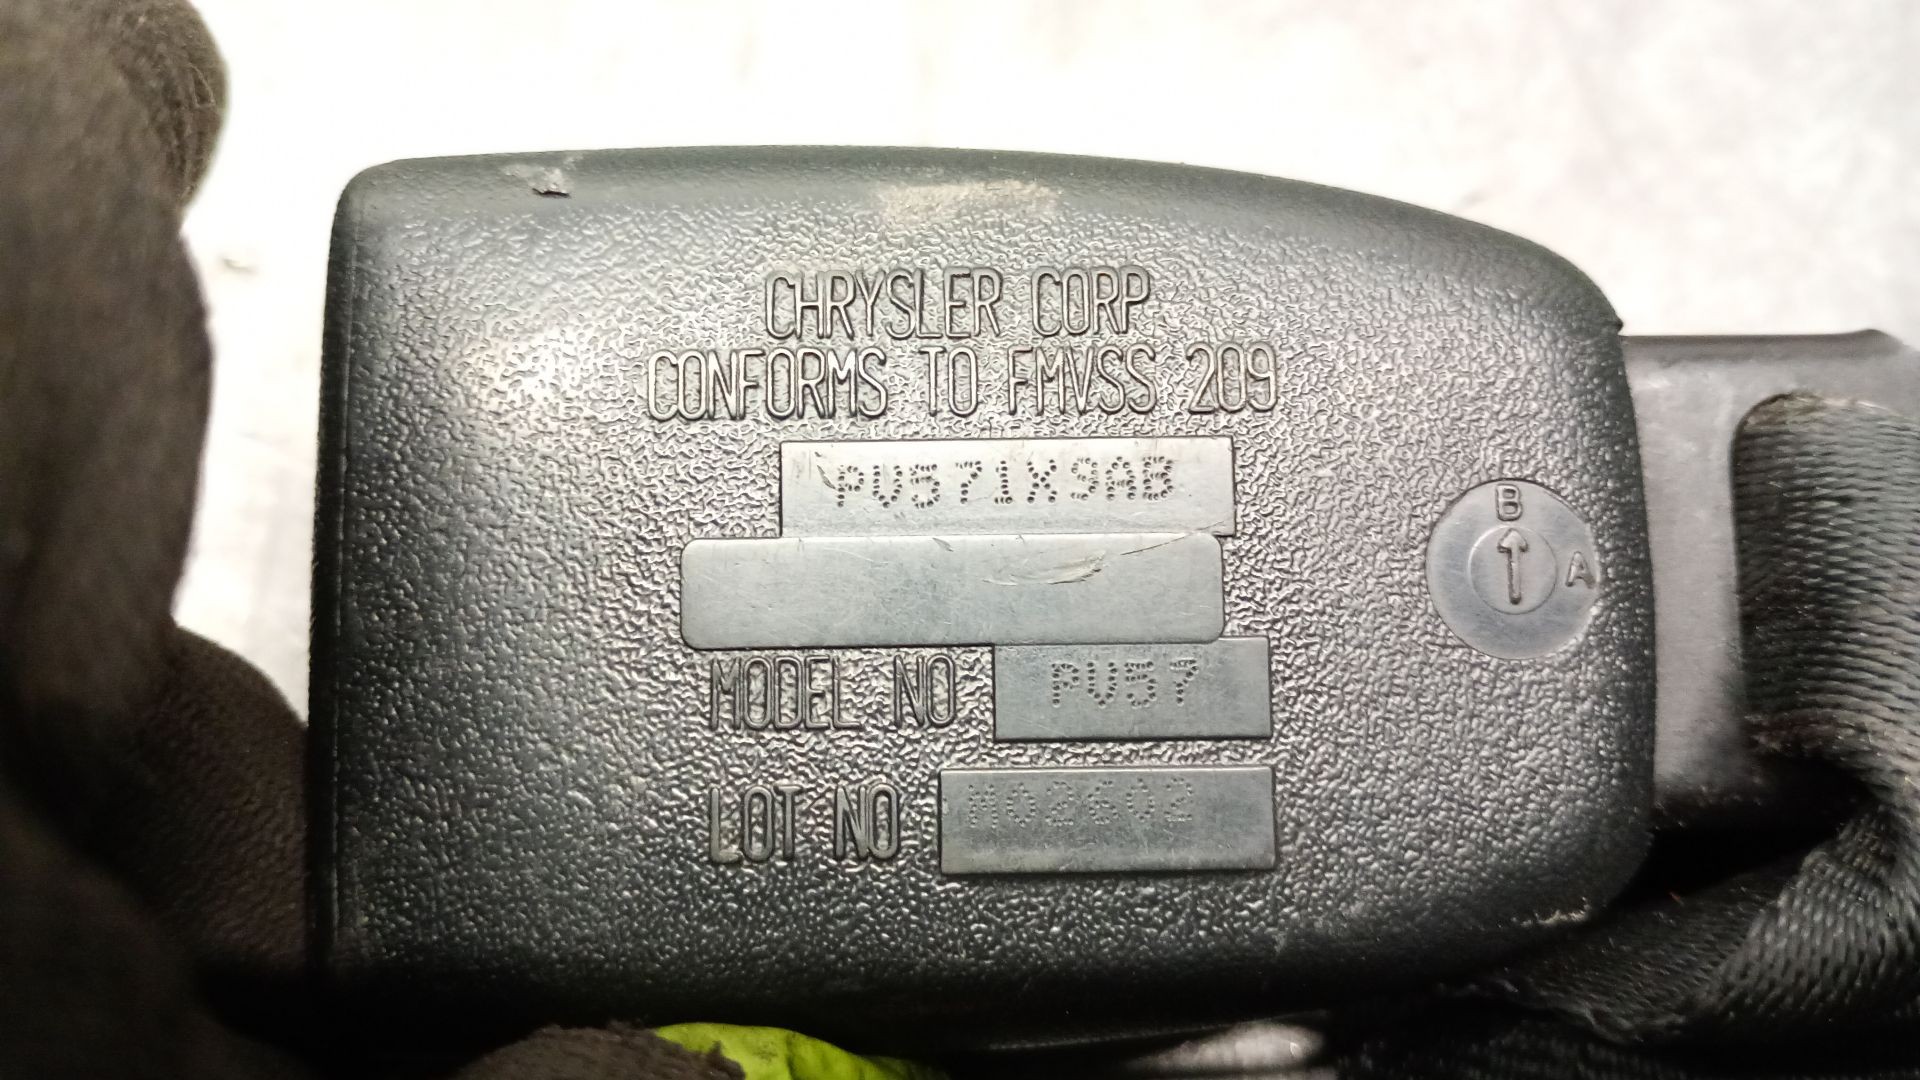 CHRYSLER CORP
CONFORMS TO FMVSS 209
PV571X9AB
B
A
MODEL NO PV57
LOT NO M02602